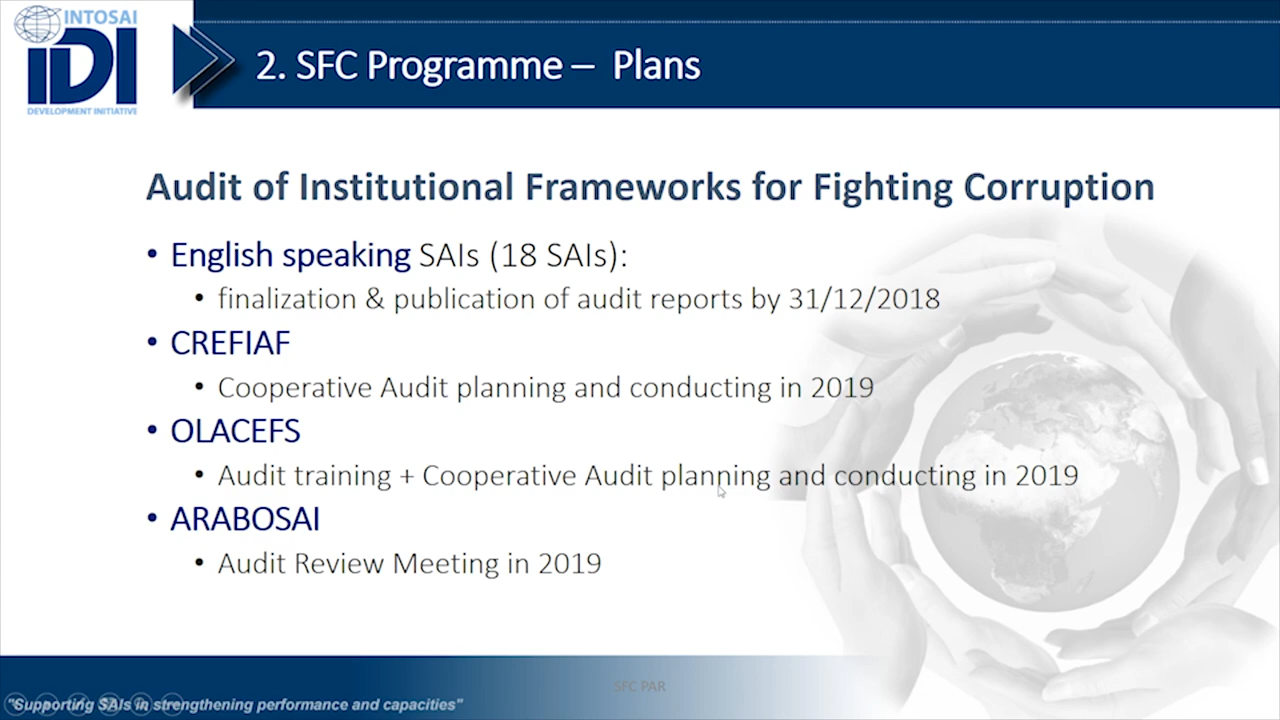 INTOSAI
IDI
DEVELOPMENT INITIATIVE
2. SFC Programme – Plans
Audit of Institutional Frameworks for Fighting Corruption
• English speaking SAIs (18 SAIs):
• finalization & publication of audit reports by 31/12/2018
• CREFIAF
• Cooperative Audit planning and conducting in 2019
• OLACEFS
• Audit training + Cooperative Audit planning and conducting in 2019
• ARABOSAI
• Audit Review Meeting in 2019
SFC PAR
"Supporting SAIs in strengthening performance and capacities"